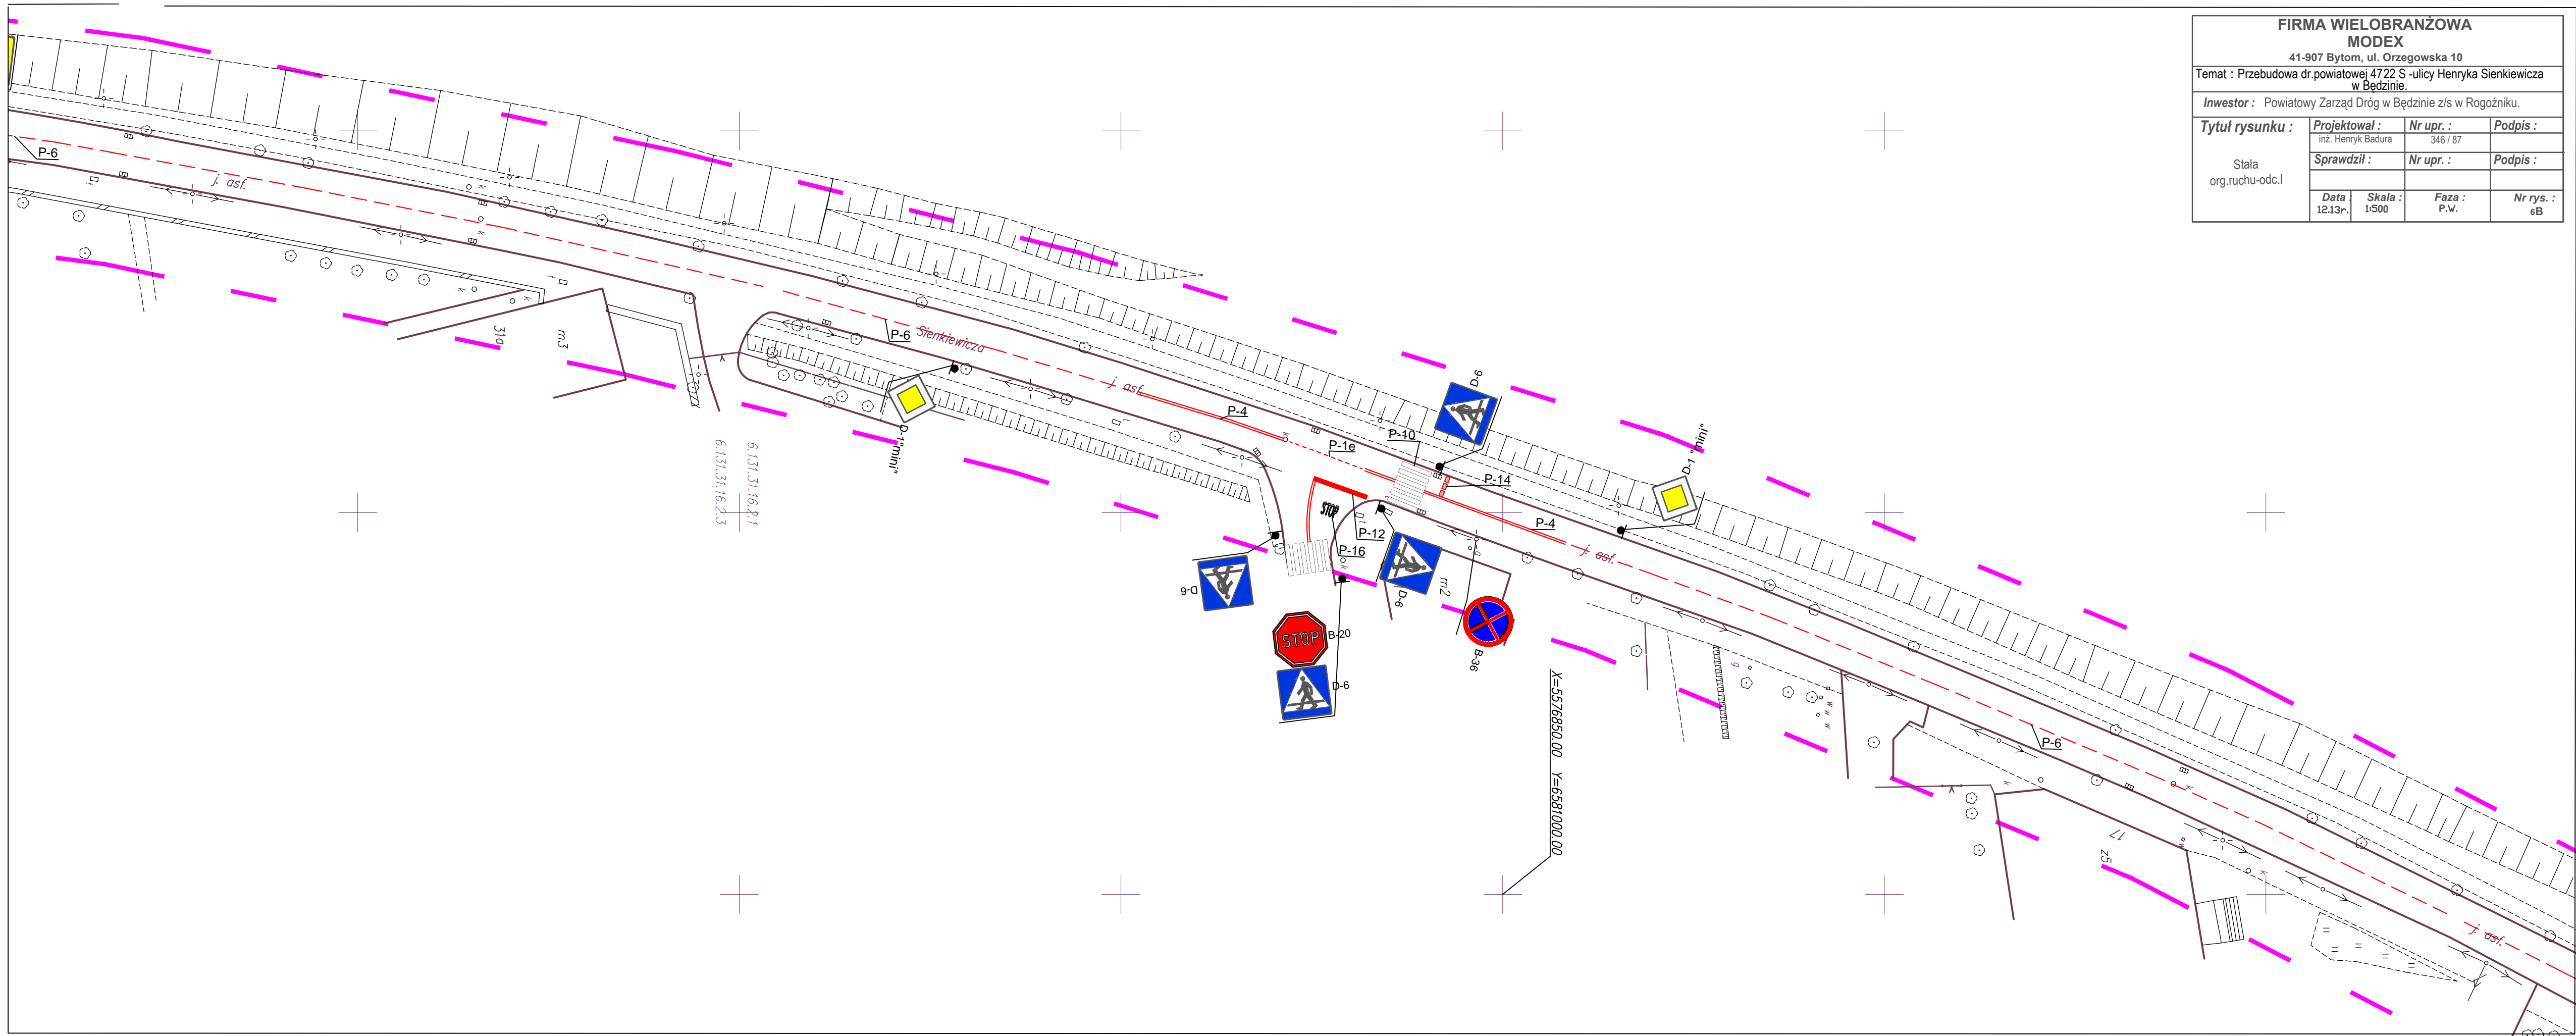 FIRMA WIELOBRANŻOWA
MODEX
41-907 Bytom, ul. Orzegowska 10
Temat : Przebudowa dr.powiatowej 4722 S -ulicy Henryka Sienkiewicza
w Będzinie.
Inwestor : Powiatowy Zarząd Dróg w Będzinie z/s w Rogoźniku.
Tytuł rysunku :
Projektował :
Nr upr. :
Podpis :
inż. Henryk Badura
346 / 87
Stała
org.ruchu-odc.I
Sprawdził :
Nr upr. :
Podpis :
Data :
Skala :
Faza :
Nr rys. :
12.13r.
1:500
P.W.
6B
P-6
t
j. asf.
k
k
t
k
k
31a
m3
P-6
Sienkiewicza
D-1"mini"
6.131.31.16.2.1
6.131.31.16.2.3
j. asf.
t
P-4
k
P-1e
P-10
D-6
P-14
D-1 "mini"
STOP
t
P-12
P-16
k
P-4
j. asf.
g
m2
D-6
D-6
STOP
B-20
D-6
B-36
X=5576850.00 Y=6581000.00
g
w
w
w
P-6
k
k
17
z5
w
k
j. asf.